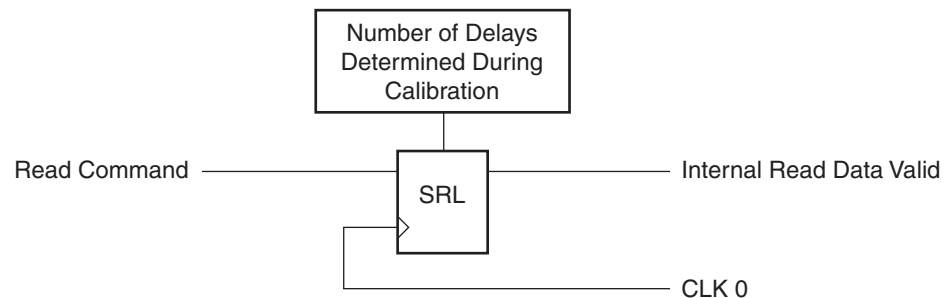 Number of Delays
Determined During
Calibration
Read Command
SRL
Internal Read Data Valid
CLK 0